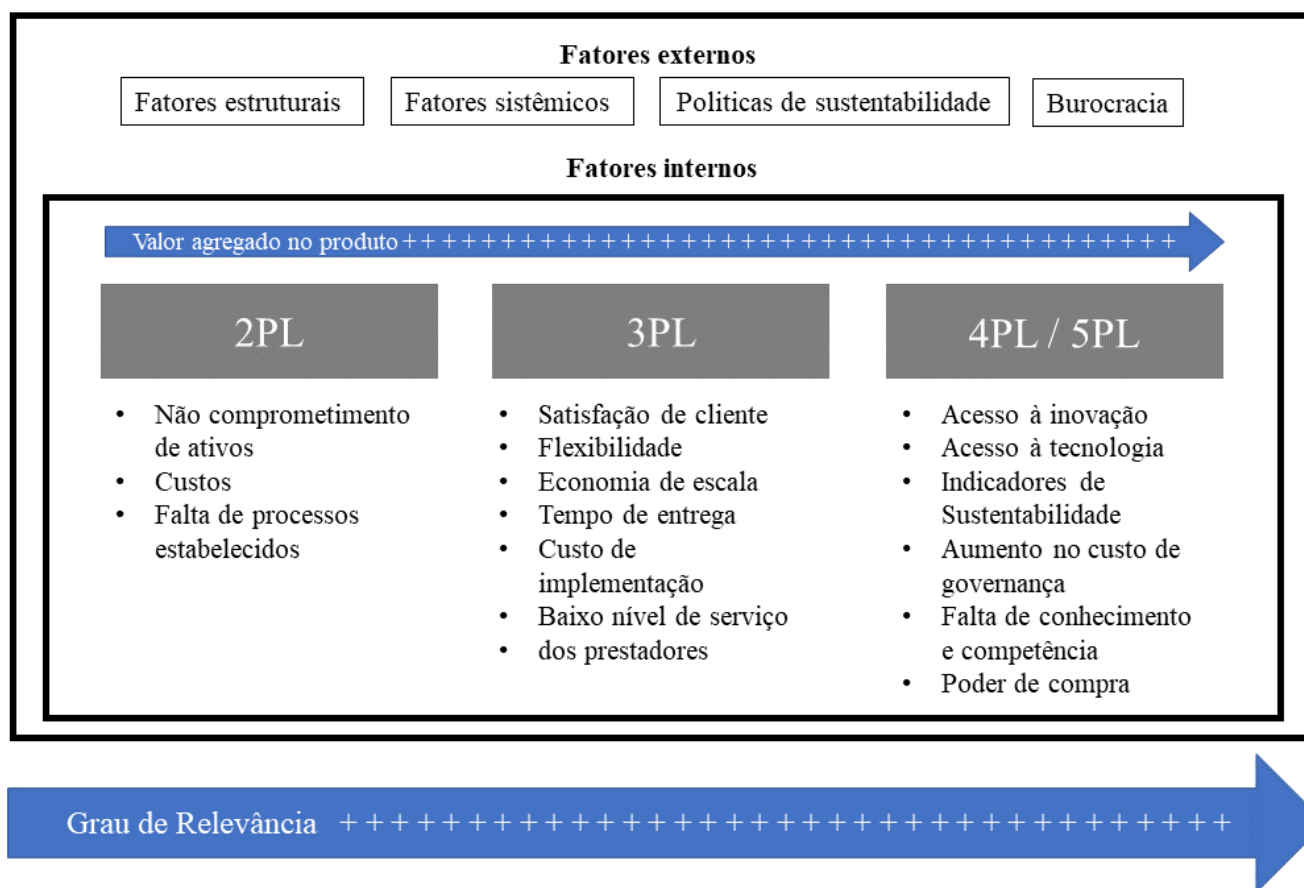 Fatores externos
Fatores estruturais
Fatores sistêmicos
Politicas de sustentabilidade
Burocracia
Fatores internos
Valor agregado no produto + + + + + + + + + + + + + + + + + + + + + + + + + + + + + + + +
2PL
• Não comprometimento
de ativos
• Custos
• Falta de processos
estabelecidos
3PL
• Satisfação de cliente
• Flexibilidade
• Economia de escala
• Tempo de entrega
• Custo de
implementação
• Baixo nível de serviço
• dos prestadores
4PL / 5PL
• Acesso à inovação
• Acesso à tecnologia
• Indicadores de
Sustentabilidade
• Aumento no custo de
governança
• Falta de conhecimento
e competência
• Poder de compra
Grau de Relevância + + + + + + + + + + + + + + + + + + + + + + + + + + + + + + + + + + +